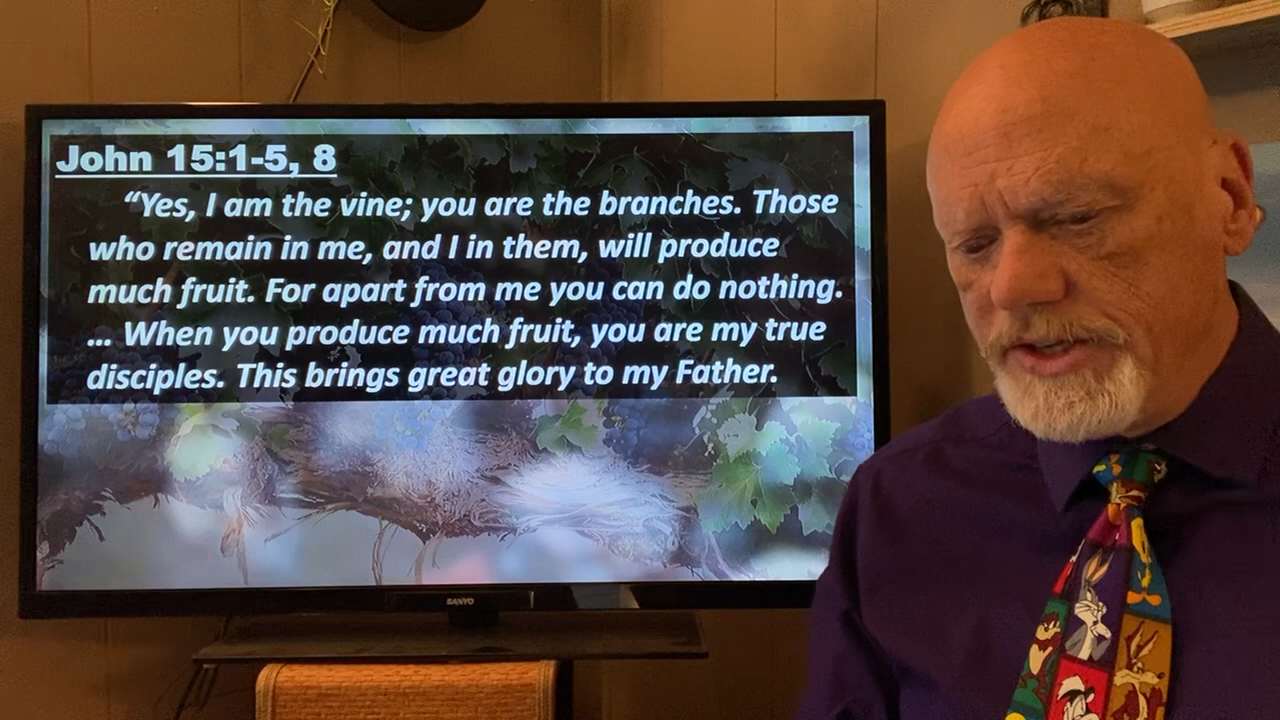 John 15:1-5, 8
“Yes, I am the vine; you are the branches. Those
who remain in me, and I in them, will produce
much fruit. For apart from me you can do nothing.
... When you produce much fruit, you are my true
disciples. This brings great glory to my Father.
SANYO